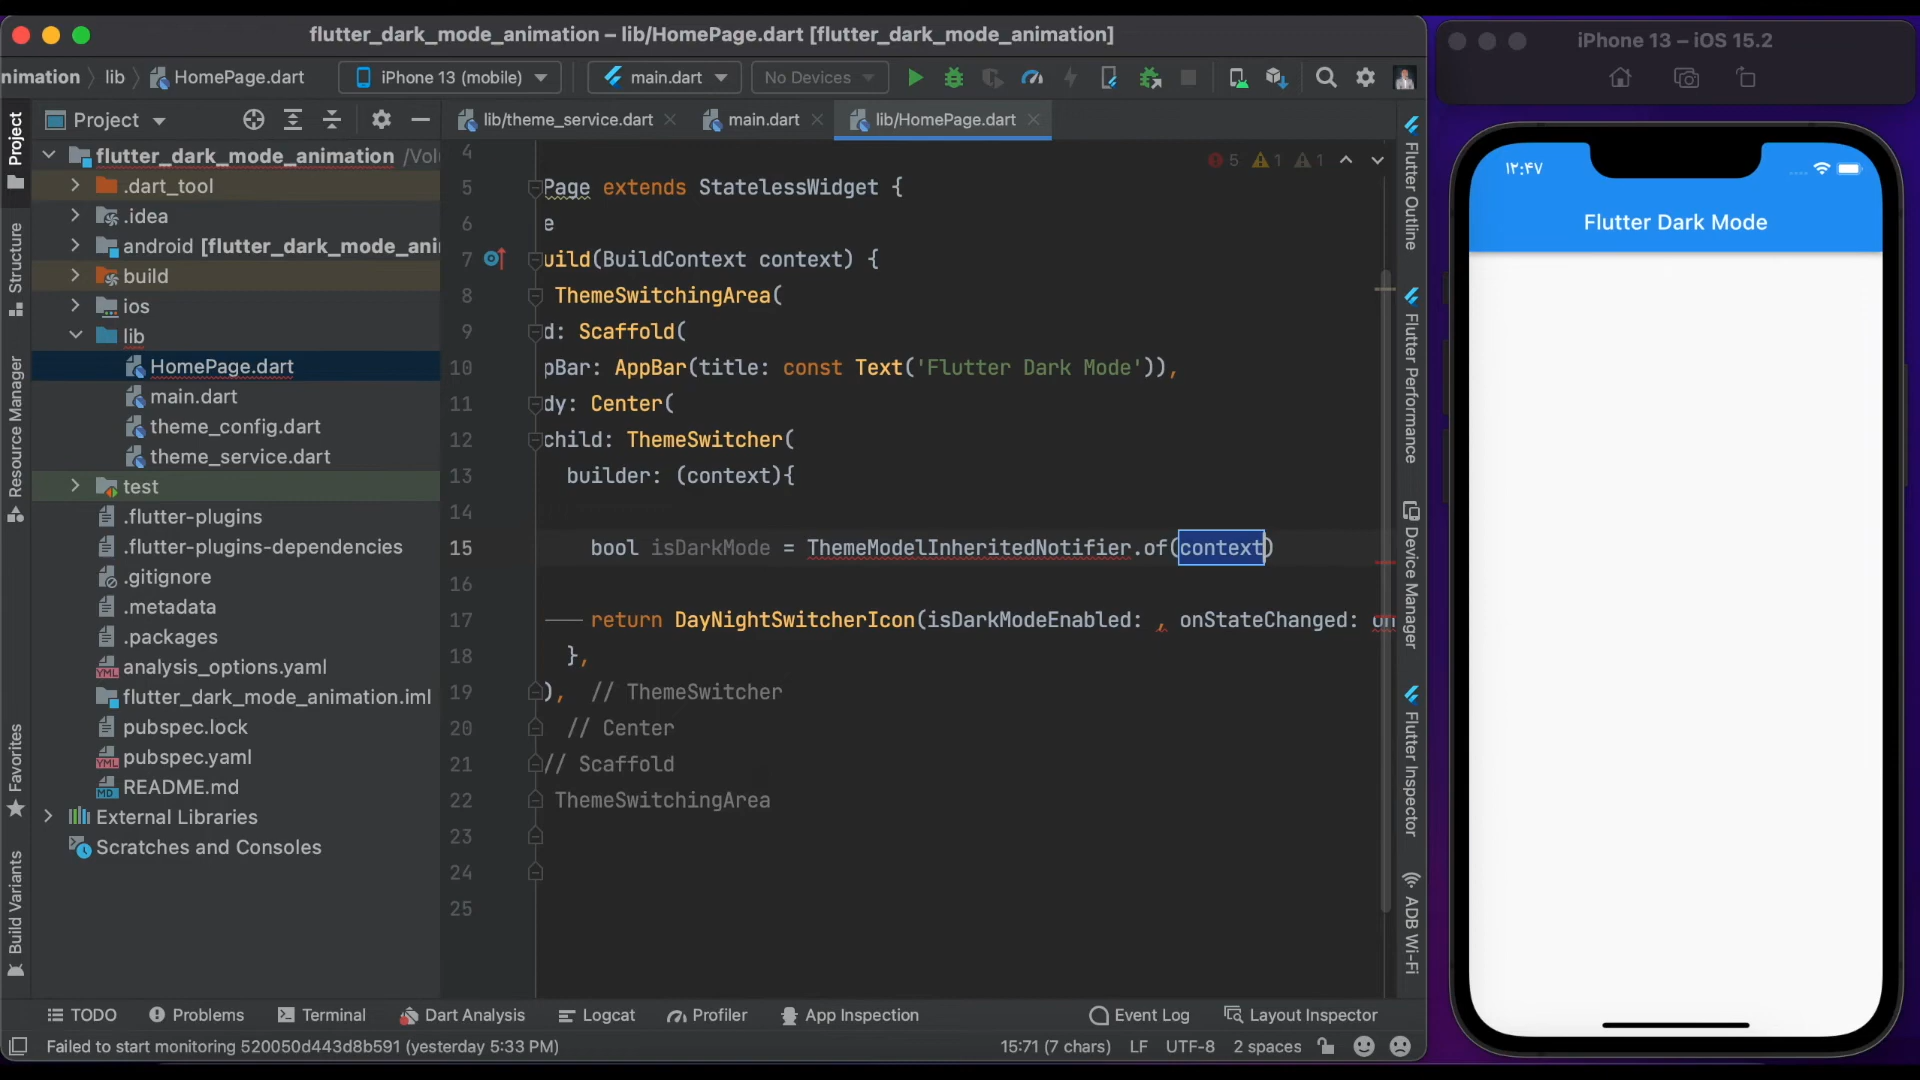 flutter_dark_mode_animation – lib/HomePage.dart [flutter_dark_mode_animation]
nimation
lib
HomePage.dart
iPhone 13 (mobile)
main.dart
No Devices
Project
lib/theme_service.dart
main.dart
lib/HomePage.dart
Project
Structure
Resource Manager
Favorites
Build Variants
flutter_dark_mode_animation /Vol
.dart_tool
.idea
android [flutter_dark_mode_ani
build
ios
lib
HomePage.dart
main.dart
theme_config.dart
theme_service.dart
test
.flutter-plugins
.flutter-plugins-dependencies
.gitignore
.metadata
.packages
analysis_options.yaml
flutter_dark_mode_animation.iml
pubspec.lock
pubspec.yaml
README.md
External Libraries
Scratches and Consoles
5 1 1
4
5 Page extends StatelessWidget {
6 e
7 uild(BuildContext context) {
8 ThemeSwitchingArea(
9 d: Scaffold(
10 pBar: AppBar(title: const Text('Flutter Dark Mode')),
11 dy: Center(
12 child: ThemeSwitcher(
13 builder: (context){
14
15 bool isDarkMode = ThemeModelInheritedNotifier.of(context)
16
17 return DayNightSwitcherIcon(isDarkModeEnabled: , onStateChanged: on
18 },
19 ), // ThemeSwitcher
20 // Center
21 // Scaffold
22 ThemeSwitchingArea
23
24
25
Flutter Outline
Flutter Performance
Device Manager
Flutter Inspector
ADB Wi-Fi
TODO
Problems
Terminal
Dart Analysis
Logcat
Profiler
App Inspection
Event Log
Layout Inspector
Failed to start monitoring 520050d443d8b591 (yesterday 5:33 PM)
15:71 (7 chars)
LF
UTF-8
2 spaces
iPhone 13 – iOS 15.2
۱۲:۴۷
Flutter Dark Mode